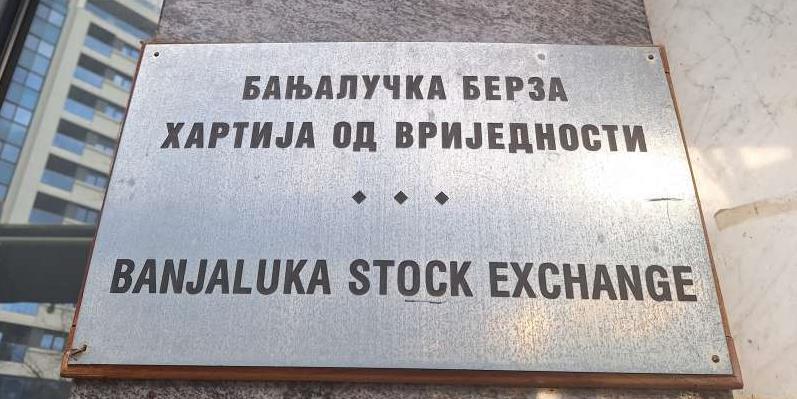 БАЊАЛУЧКА БЕРЗА
ХАРТИЈА ОД ВРИЈЕДНОСТИ
BANJALUKA STOCK EXCHANGE